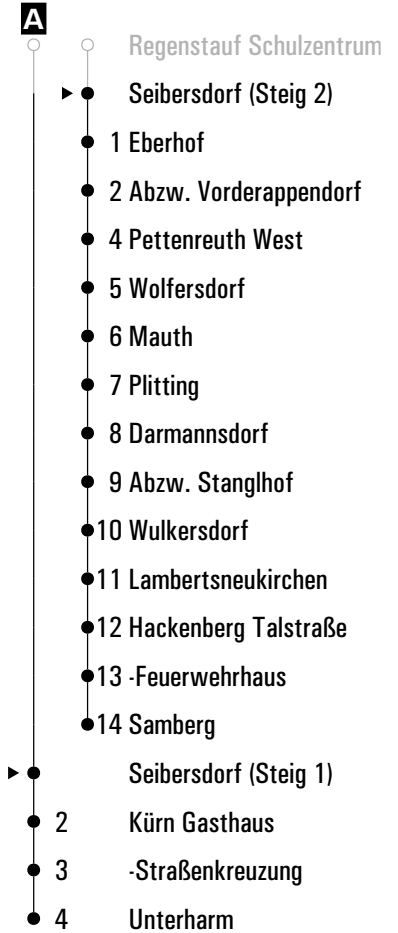 A
Regenstauf Schulzentrum
Seibersdorf (Steig 2)
1 Eberhof
2 Abzw. Vorderappendorf
4 Pettenreuth West
5 Wolfersdorf
6 Mauth
7 Plitting
8 Darmannsdorf
9 Abzw. Stanglhof
10 Wulkersdorf
11 Lambertsneukirchen
12 Hackenberg Talstraße
13 -Feuerwehrhaus
14 Samberg
Seibersdorf (Steig 1)
2 Kürn Gasthaus
3 -Straßenkreuzung
4 Unterharm